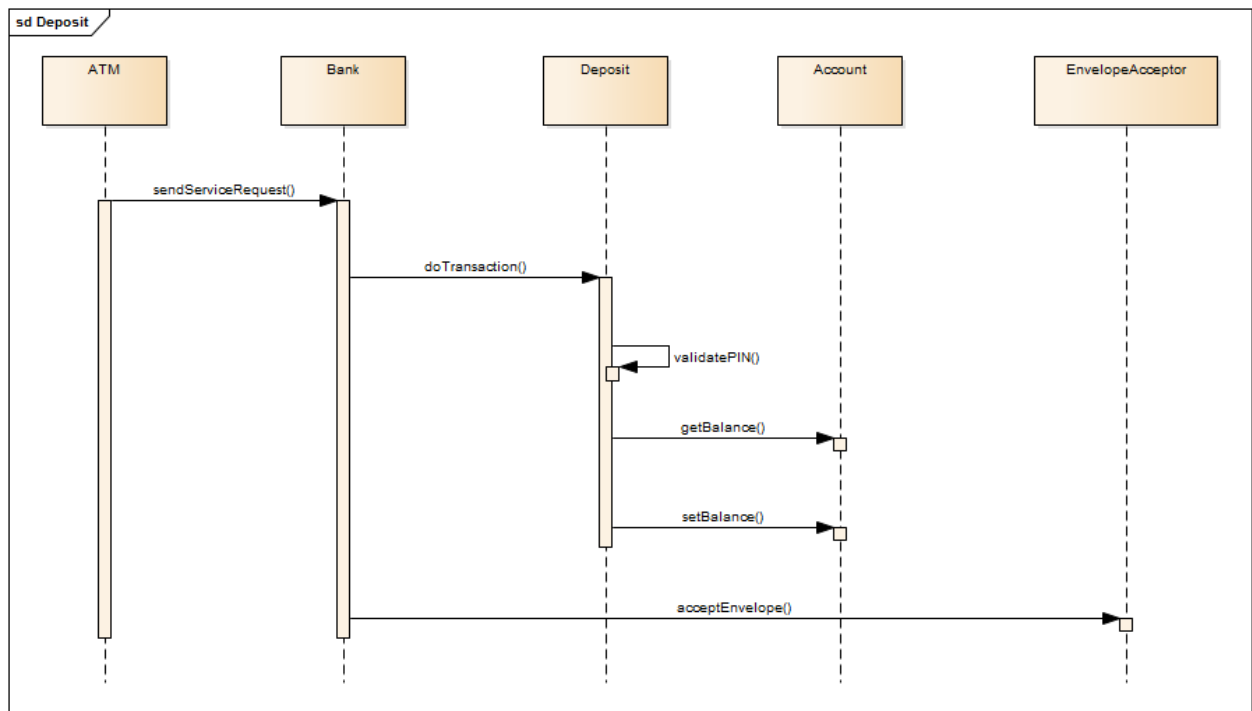 sd Deposit
ATM
Bank
Deposit
Account
EnvelopeAcceptor
sendServiceRequest()
doTransaction()
validatePIN()
getBalance()
setBalance()
acceptEnvelope()